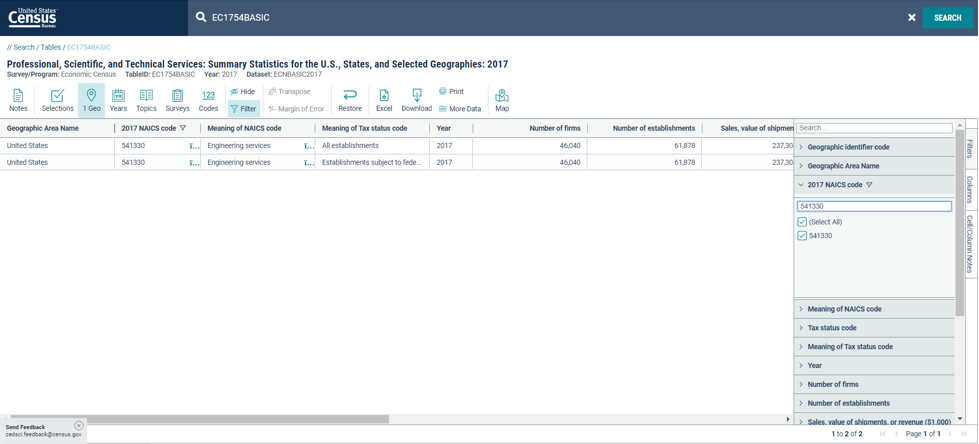 United States®
Census
Bureau
EC1754BASIC
SEARCH
// Search / Tables / EC1754BASIC
Professional, Scientific, and Technical Services: Summary Statistics for the U.S., States, and Selected Geographies: 2017
Survey/Program: Economic Census TableID: EC1754BASIC Year: 2017 Dataset: ECNBASIC2017
Notes
Selections
1 Geo
Years
Topics
Surveys
123
Codes
Hide
Filter
Transpose
Margin of Error
Restore
Excel
Download
Print
More Data
Map
Geographic Area Name 2017 NAICS code Meaning of NAICS code Meaning of Tax status code Year Number of firms Number of establishments Sales, value of shipmen
United States 541330 Engineering services All establishments 2017 46,040 61,878 237,30
United States 541330 Engineering services Establishments subject to fede... 2017 46,040 61,878 237,30
Search...
Geographic identifier code
Geographic Area Name
2017 NAICS code
541330
(Select All)
541330
Meaning of NAICS code
Tax status code
Meaning of Tax status code
Year
Number of firms
Number of establishments
Sales, value of shipments, or revenue ($1,000)
Filters
Columns
Cell/Column Notes
Send Feedback
cedsci.feedback@census.gov
1 to 2 of 2 Page 1 of 1